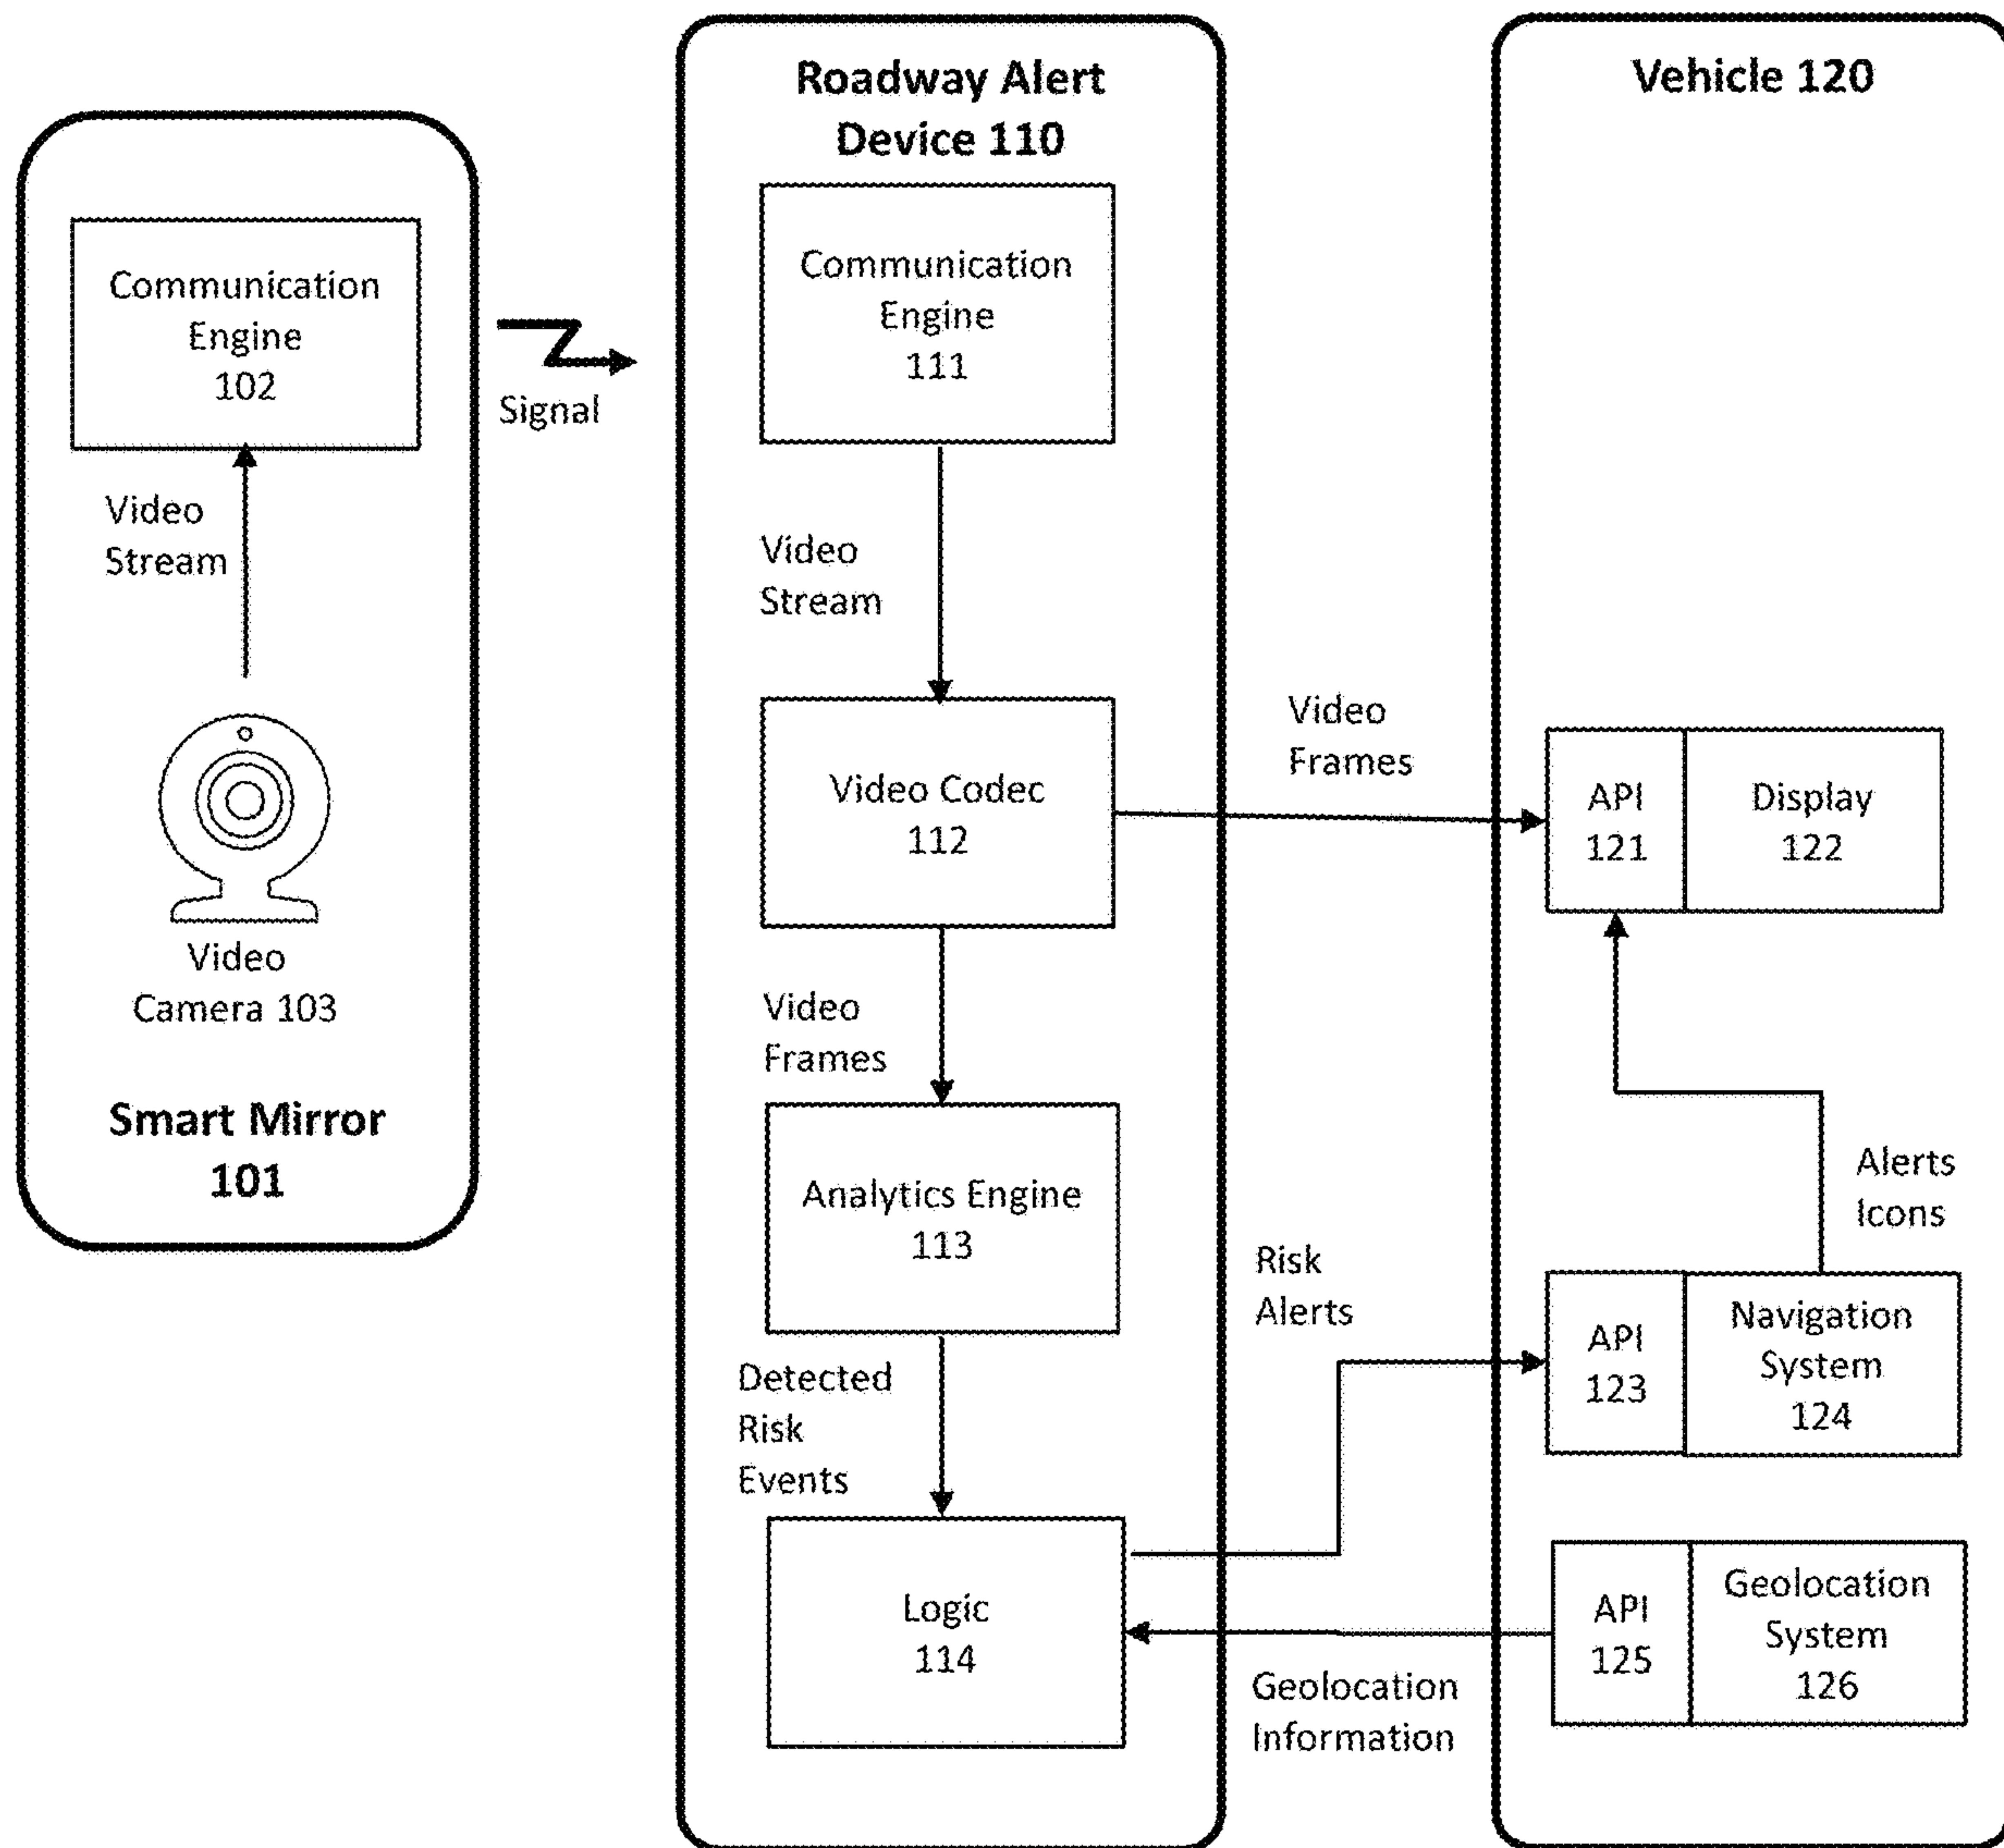 Communication
Engine
102
Video
Stream
Video
Camera 103
Smart Mirror
101
Signal
Roadway Alert
Device 110
Communication
Engine
111
Video
Stream
Video Codec
112
Video
Frames
Analytics Engine
113
Detected
Risk
Events
Logic
114
Video
Frames
Risk
Alerts
Geolocation
Information
Vehicle 120
API
121
Display
122
Alerts
Icons
API
123
Navigation
System
124
API
125
Geolocation
System
126